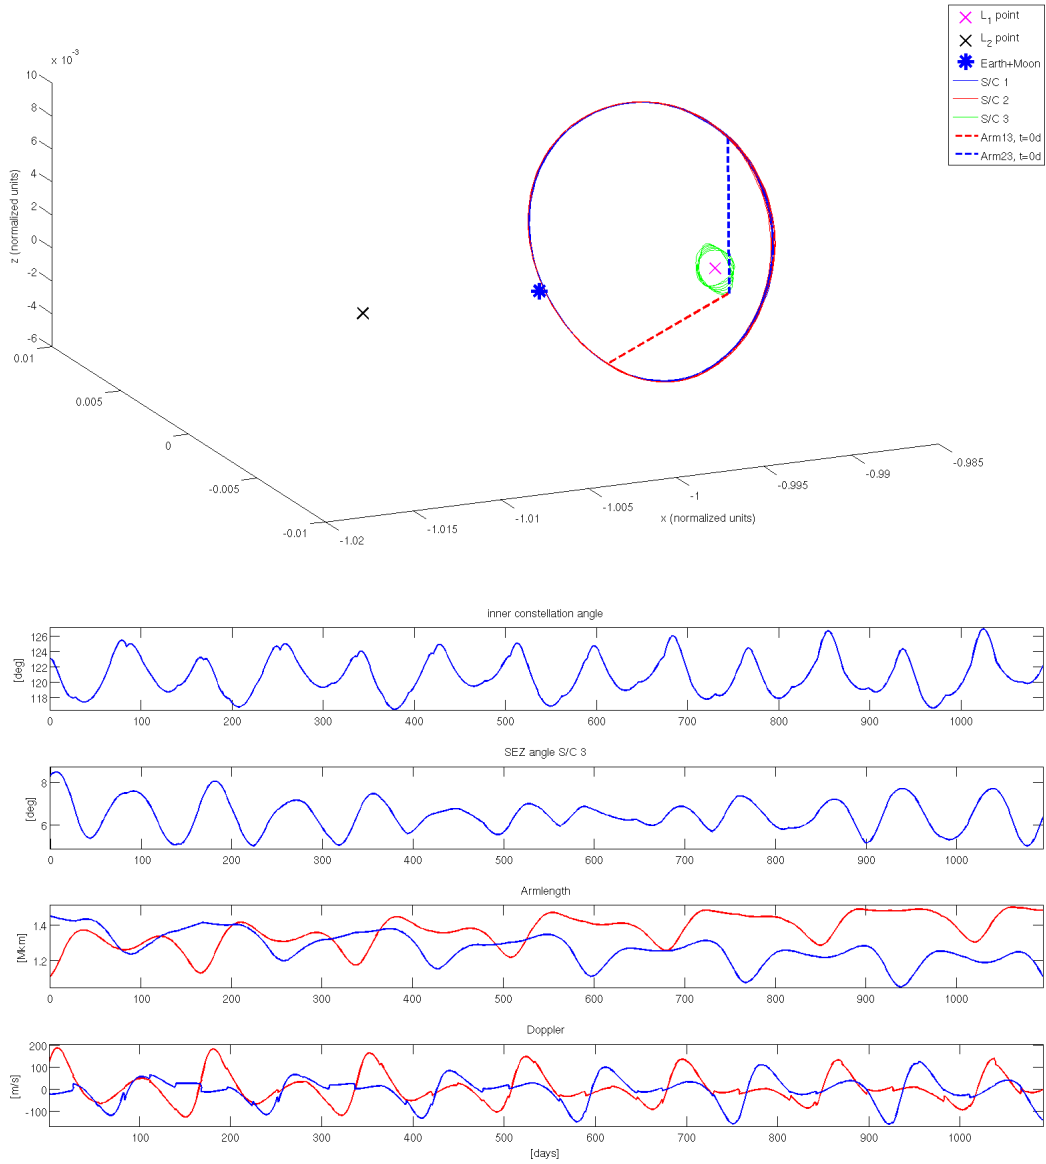 x 10⁻³
10
8
6
4
2
0
-2
-4
-6
z (normalized units)
0.01
0.005
0
-0.005
-0.01
-1.02
-1.015
-1.01
-1.005
-1
-0.995
-0.99
-0.985
x (normalized units)
L₁ point
L₂ point
Earth+Moon
S/C 1
S/C 2
S/C 3
Arm13, t=0d
Arm23, t=0d
inner constellation angle
[deg]
126
124
122
120
118
0 100 200 300 400 500 600 700 800 900 1000
SEZ angle S/C 3
[deg]
8
6
0 100 200 300 400 500 600 700 800 900 1000
Armlength
[Mkm]
1.4
1.2
0 100 200 300 400 500 600 700 800 900 1000
Doppler
[m/s]
200
100
0
-100
100 200 300 400 500 600 700 800 900 1000
[days]